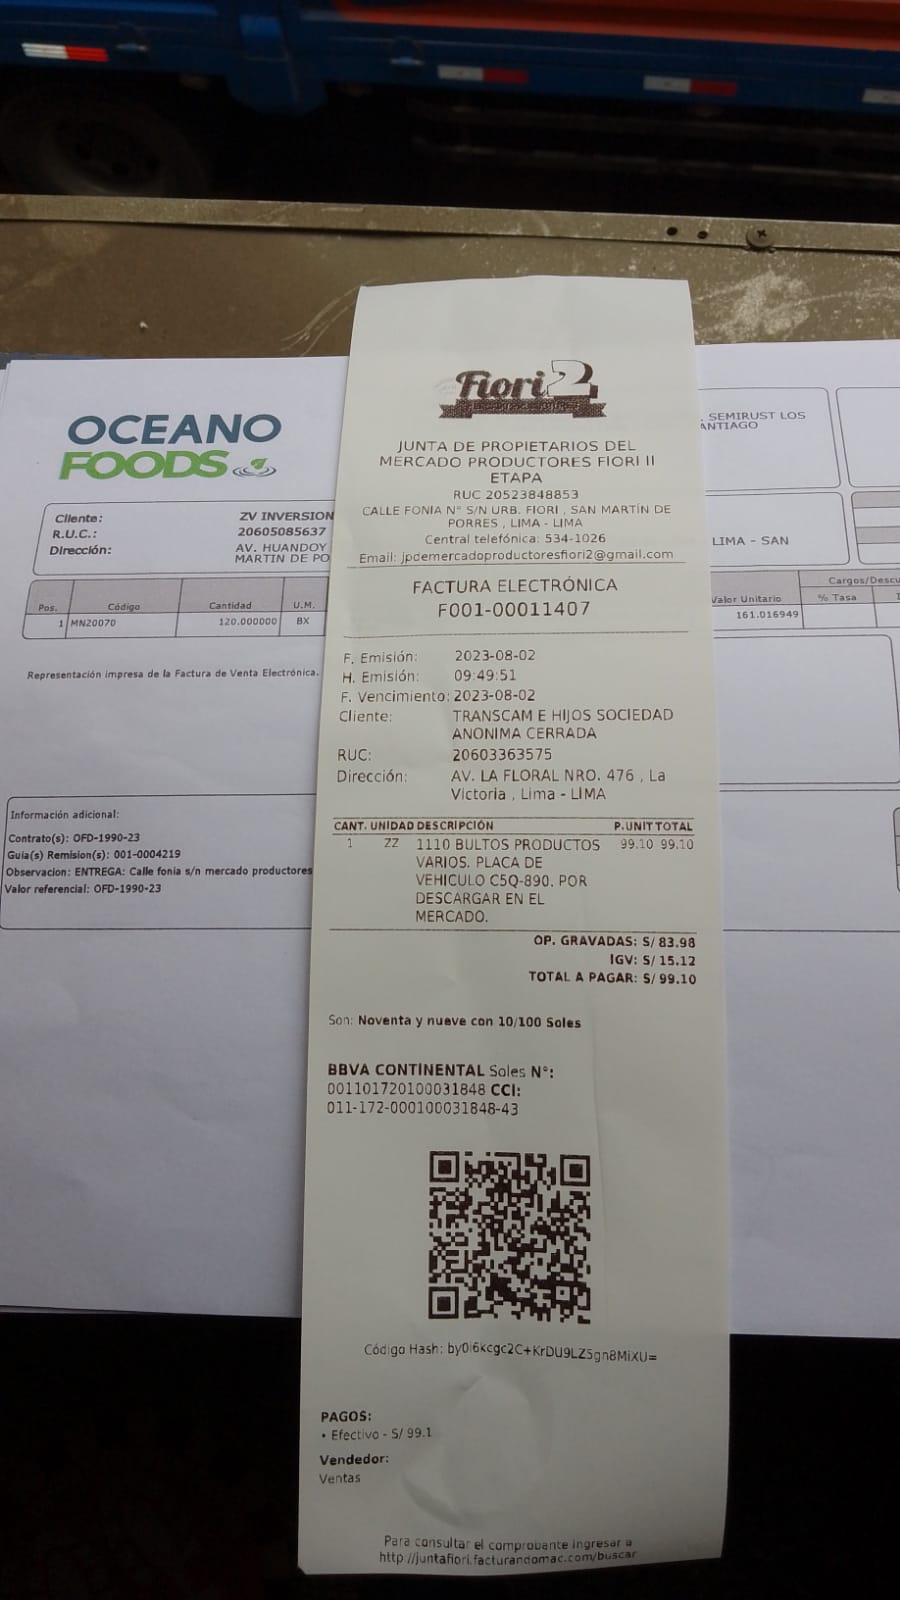 Fiori 2
JUNTA DE PROPIETARIOS DEL
MERCADO PRODUCTORES FIORI II
ETAPA
RUC 20523848853
CALLE FONIA N° S/N URB. FIORI , SAN MARTÍN DE
PORRES , LIMA - LIMA
Central telefónica: 534-1026
Email: jpdemercadoproductoresfiori2@gmail.com
FACTURA ELECTRÓNICA
F001-00011407
F. Emisión: 2023-08-02
H. Emisión: 09:49:51
F. Vencimiento: 2023-08-02
Cliente: TRANSCAM E HIJOS SOCIEDAD
ANONIMA CERRADA
RUC: 20603363575
Dirección: AV. LA FLORAL NRO. 476 , La
Victoria , Lima - LIMA
CANT. UNIDAD DESCRIPCIÓN P.UNIT TOTAL
1 ZZ 1110 BULTOS PRODUCTOS 99.10 99.10
VARIOS. PLACA DE
VEHICULO C5Q-890. POR
DESCARGAR EN EL
MERCADO.
OP. GRAVADAS: S/ 83.98
IGV: S/ 15.12
TOTAL A PAGAR: S/ 99.10
Son: Noventa y nueve con 10/100 Soles
BBVA CONTINENTAL Soles N°:
001101720100031848 CCI:
011-172-000100031848-43
Código Hash: by0i6kcgc2C+KrDU9LZ5gn8MiXU=
PAGOS:
• Efectivo - S/ 99.1
Vendedor:
Ventas
Para consultar el comprobante ingresar a
http://juntafiori.facturandomac.com/buscar
OCEANO
FOODS
Cliente: ZV INVERSION
R.U.C.: 20605085637
Dirección: AV. HUANDOY
MARTIN DE PO
Pos. Código Cantidad U.M.
1 MN20070 120.000000 BX
Representación impresa de la Factura de Venta Electrónica.
Información adicional:
Contrato(s): OFD-1990-23
Guia(s) Remision(s): 001-0004219
Observacion: ENTREGA: Calle fonia s/n mercado productores
Valor referencial: OFD-1990-23
SEMIRUST LOS
ANTIAGO
LIMA - SAN
Valor Unitario
Cargos/Descu
% Tasa
161.016949